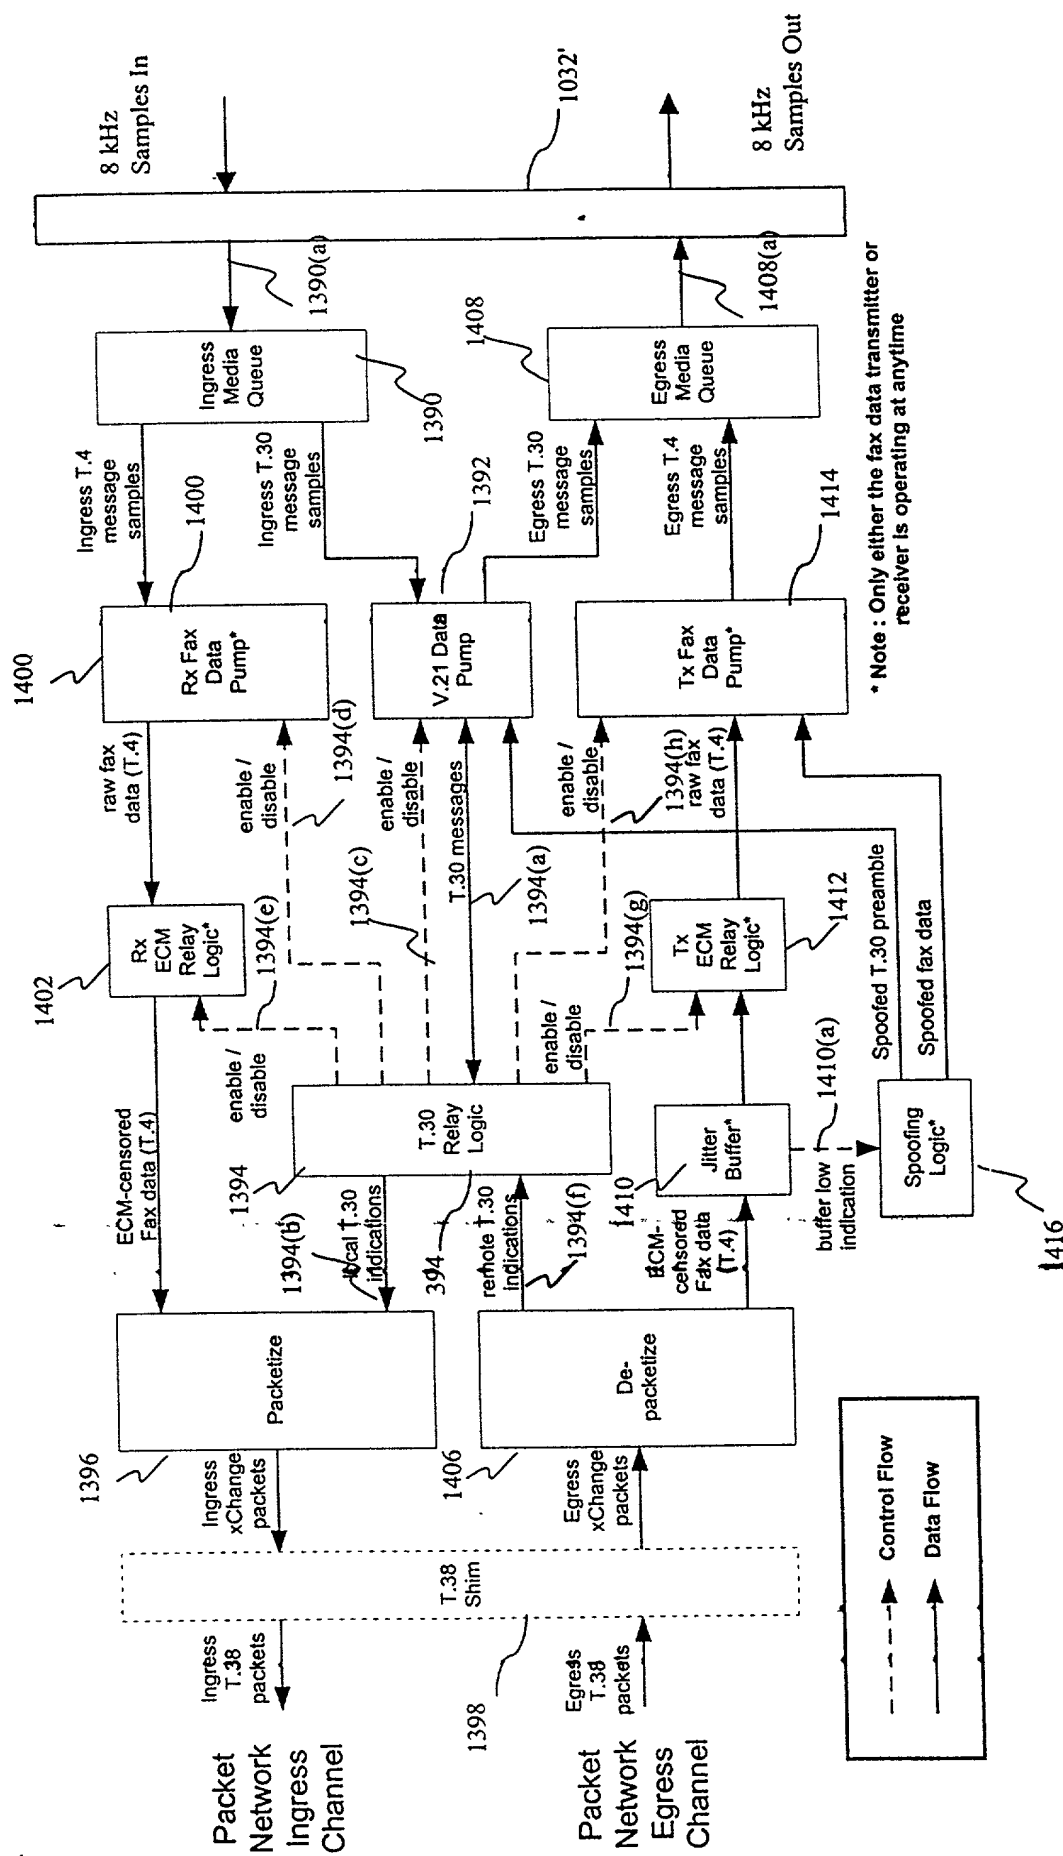 8 kHz
Samples In
1032'
8 kHz
Samples Out
1390(a)
1408(a)
Ingress
Media
Queue
1390
1408
Egress
Media
Queue
Ingress T.4
message
samples
Ingress T.30
message
samples
Egress T.30
message
samples
Egress T.4
message
samples
1400
1392
1414
1400
Rx Fax
Data
Pump*
V.21 Data
Pump
Tx Fax
Data
Pump*
* Note : Only either the fax data transmitter or
receiver is operating at anytime
raw fax
data (T.4)
enable /
disable
1394(d)
enable /
disable
T.30 messages
enable /
disable
1394(h)
raw fax
data (T.4)
1402
Rx
ECM
Relay
Logic*
1394(e)
1394(c)
1394(a)
1394(g)
Tx
ECM
Relay
Logic*
1412
Spoofed T.30 preamble
Spoofed fax data
enable /
disable
enable /
disable
1394
T.30
Relay
Logic
394
1410
Jitter
Buffer*
1410(a)
Spoofing
Logic*
1416
buffer low
indication
ECM-censored
Fax data (T.4)
1394(b)
local T.30
indications
remote T.30
indications
1394(f)
ECM-
censored
Fax data
(T.4)
1396
Packetize
1406
De-
packetize
Ingress
xChange
packets
Egress
xChange
packets
T.38
Shim
1398
Ingress
T.38
packets
Egress
T.38
packets
Packet
Network
Ingress
Channel
Packet
Network
Egress
Channel
Control Flow
Data Flow